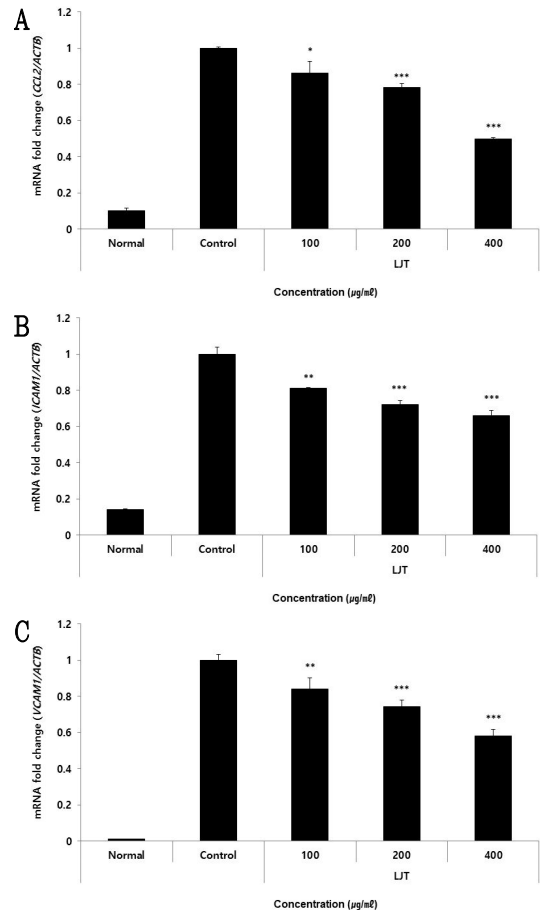 A
mRNA fold change (CCL2/ACTB)
1.2
1
0.8
0.6
0.4
0.2
0
*
***
***
Normal Control 100 200 400
LJT
Concentration (㎍/㎖)
B
mRNA fold change (ICAM1/ACTB)
1.2
1
0.8
0.6
0.4
0.2
0
**
***
***
Normal Control 100 200 400
LJT
Concentration (㎍/㎖)
C
mRNA fold change (VCAM1/ACTB)
1.2
1
0.8
0.6
0.4
0.2
0
**
***
***
Normal Control 100 200 400
LJT
Concentration (㎍/㎖)